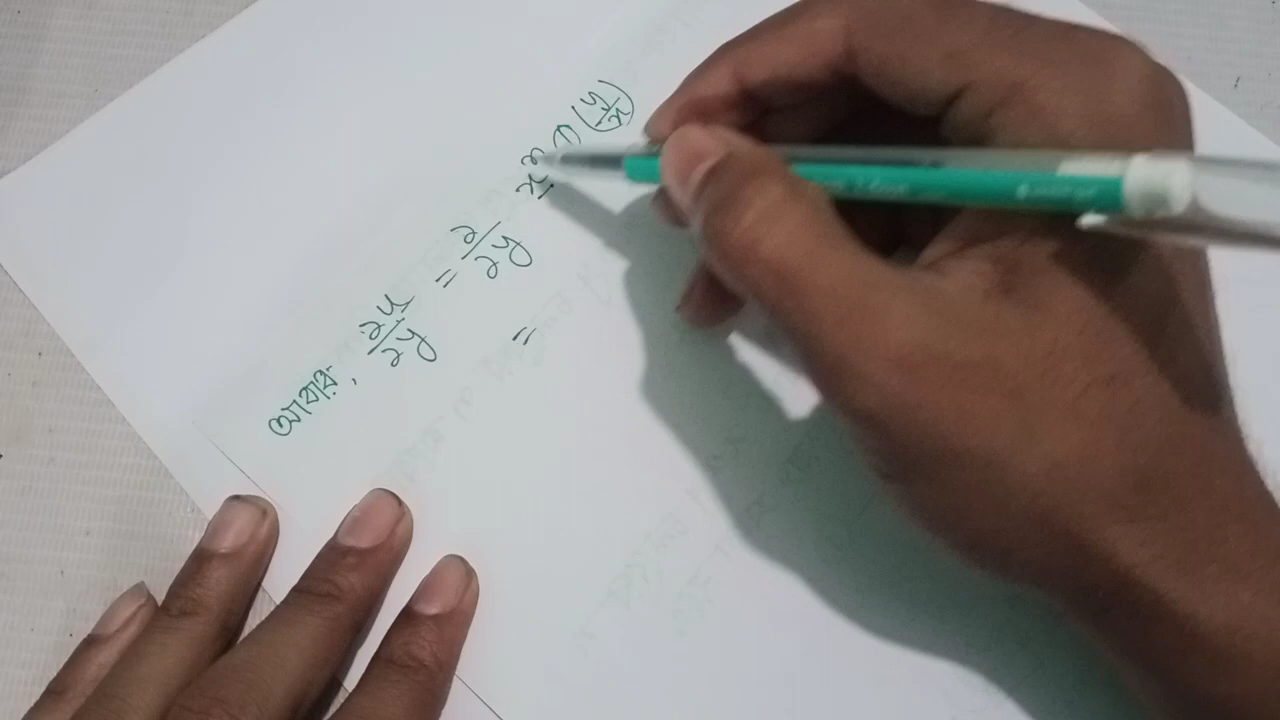 আবার, ∂u/∂y = ∂/∂y x̄ⁿ φ(y/x)
=